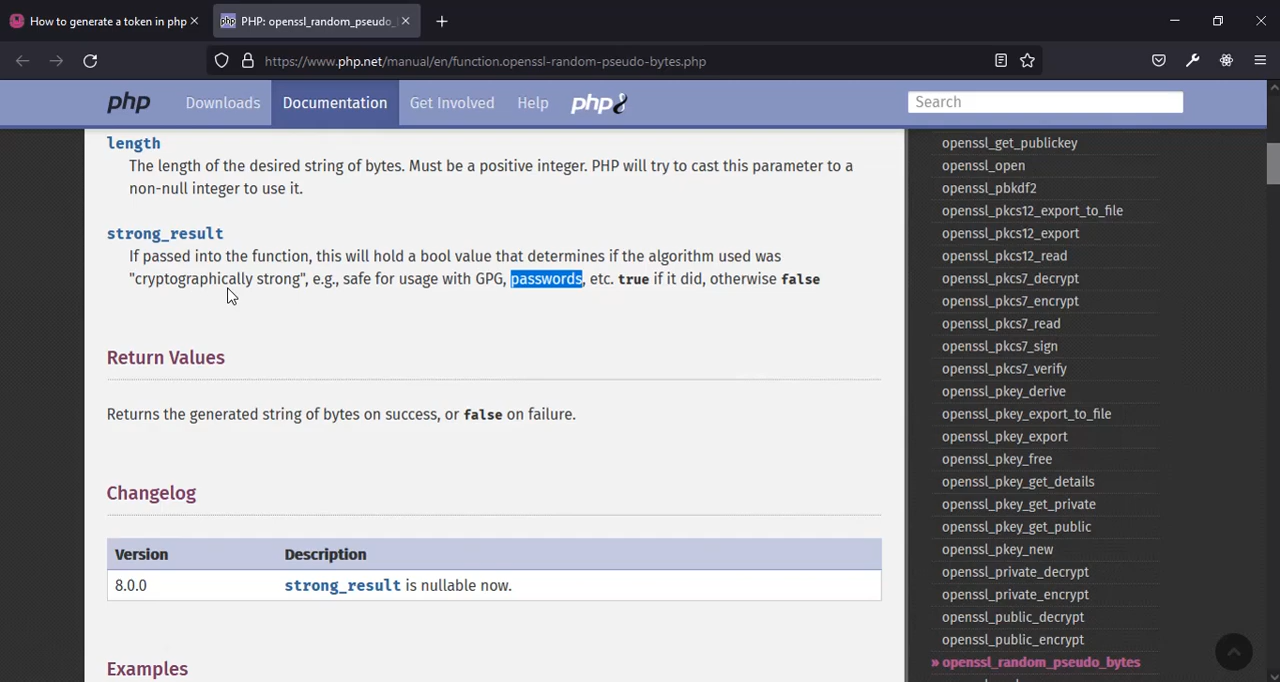 How to generate a token in php
PHP: openssl_random_pseudo_
https://www.php.net/manual/en/function.openssl-random-pseudo-bytes.php
php
Downloads
Documentation
Get Involved
Help
php8
Search
length
The length of the desired string of bytes. Must be a positive integer. PHP will try to cast this parameter to a
non-null integer to use it.
strong_result
If passed into the function, this will hold a bool value that determines if the algorithm used was
"cryptographically strong", e.g., safe for usage with GPG, passwords, etc. true if it did, otherwise false
Return Values
Returns the generated string of bytes on success, or false on failure.
Changelog
Version Description
8.0.0 strong_result is nullable now.
Examples
openssl_get_publickey
openssl_open
openssl_pbkdf2
openssl_pkcs12_export_to_file
openssl_pkcs12_export
openssl_pkcs12_read
openssl_pkcs7_decrypt
openssl_pkcs7_encrypt
openssl_pkcs7_read
openssl_pkcs7_sign
openssl_pkcs7_verify
openssl_pkey_derive
openssl_pkey_export_to_file
openssl_pkey_export
openssl_pkey_free
openssl_pkey_get_details
openssl_pkey_get_private
openssl_pkey_get_public
openssl_pkey_new
openssl_private_decrypt
openssl_private_encrypt
openssl_public_decrypt
openssl_public_encrypt
» openssl_random_pseudo_bytes